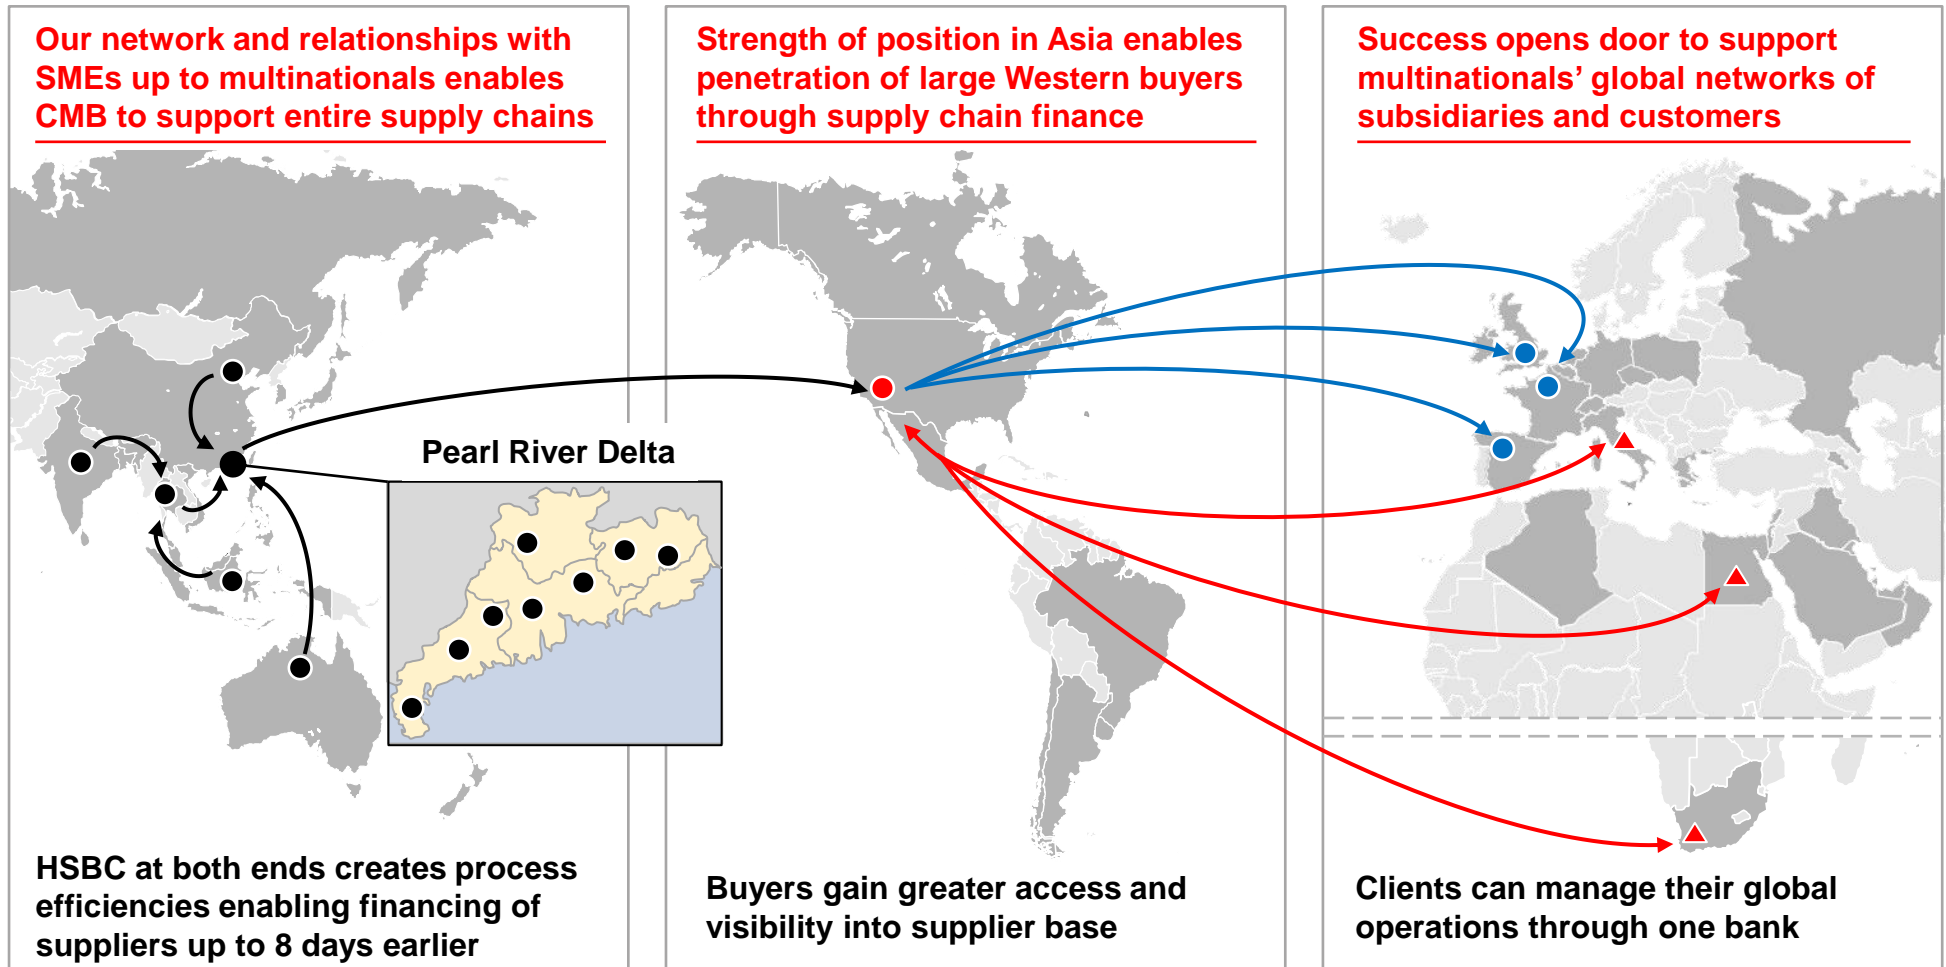 Our network and relationships with
SMEs up to multinationals enables
CMB to support entire supply chains
Strength of position in Asia enables
penetration of large Western buyers
through supply chain finance
Success opens door to support
multinationals’ global networks of
subsidiaries and customers
Pearl River Delta
HSBC at both ends creates process
efficiencies enabling financing of
suppliers up to 8 days earlier
Buyers gain greater access and
visibility into supplier base
Clients can manage their global
operations through one bank